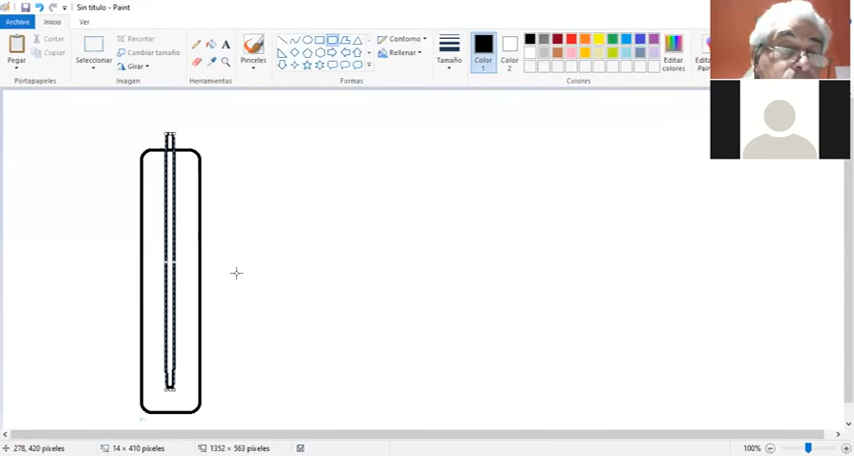 Sin título - Paint
Archivo Inicio Ver
Pegar
Cortar
Copiar
Portapapeles
Seleccionar
Recortar
Cambiar tamaño
Girar
Imagen
A
Herramientas
Pinceles
Contorno
Rellenar
Formas
Tamaño
Color
1
Color
2
Colores
Editar
colores
278, 420 píxeles
14 × 410 píxeles
1352 × 563 píxeles
100%